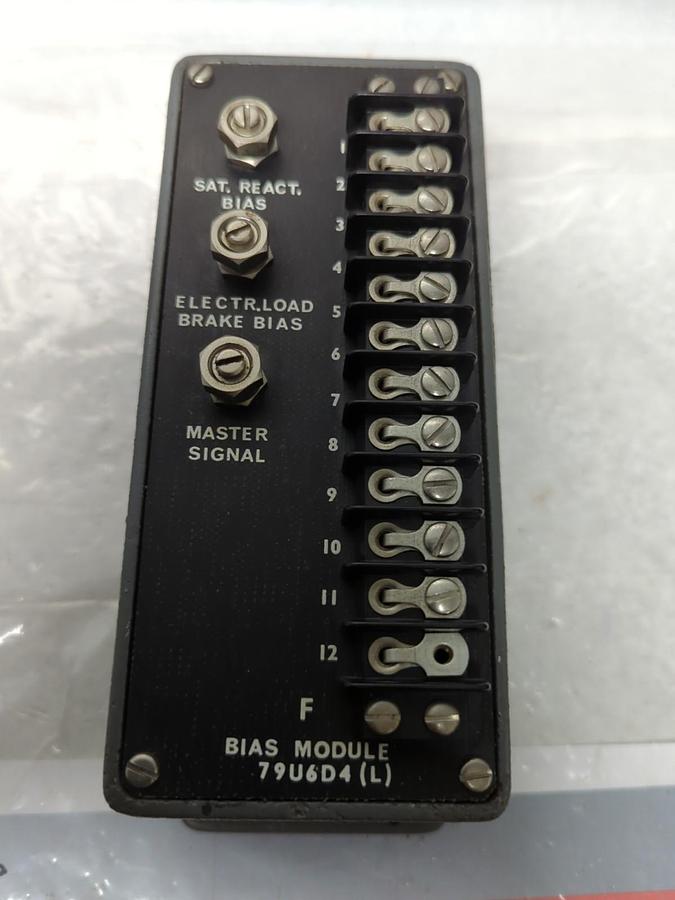 SAT. REACT.
BIAS
ELECTR.LOAD
BRAKE BIAS
MASTER
SIGNAL
1
2
3
4
5
6
7
8
9
10
11
12
F
BIAS MODULE
79U6D4(L)